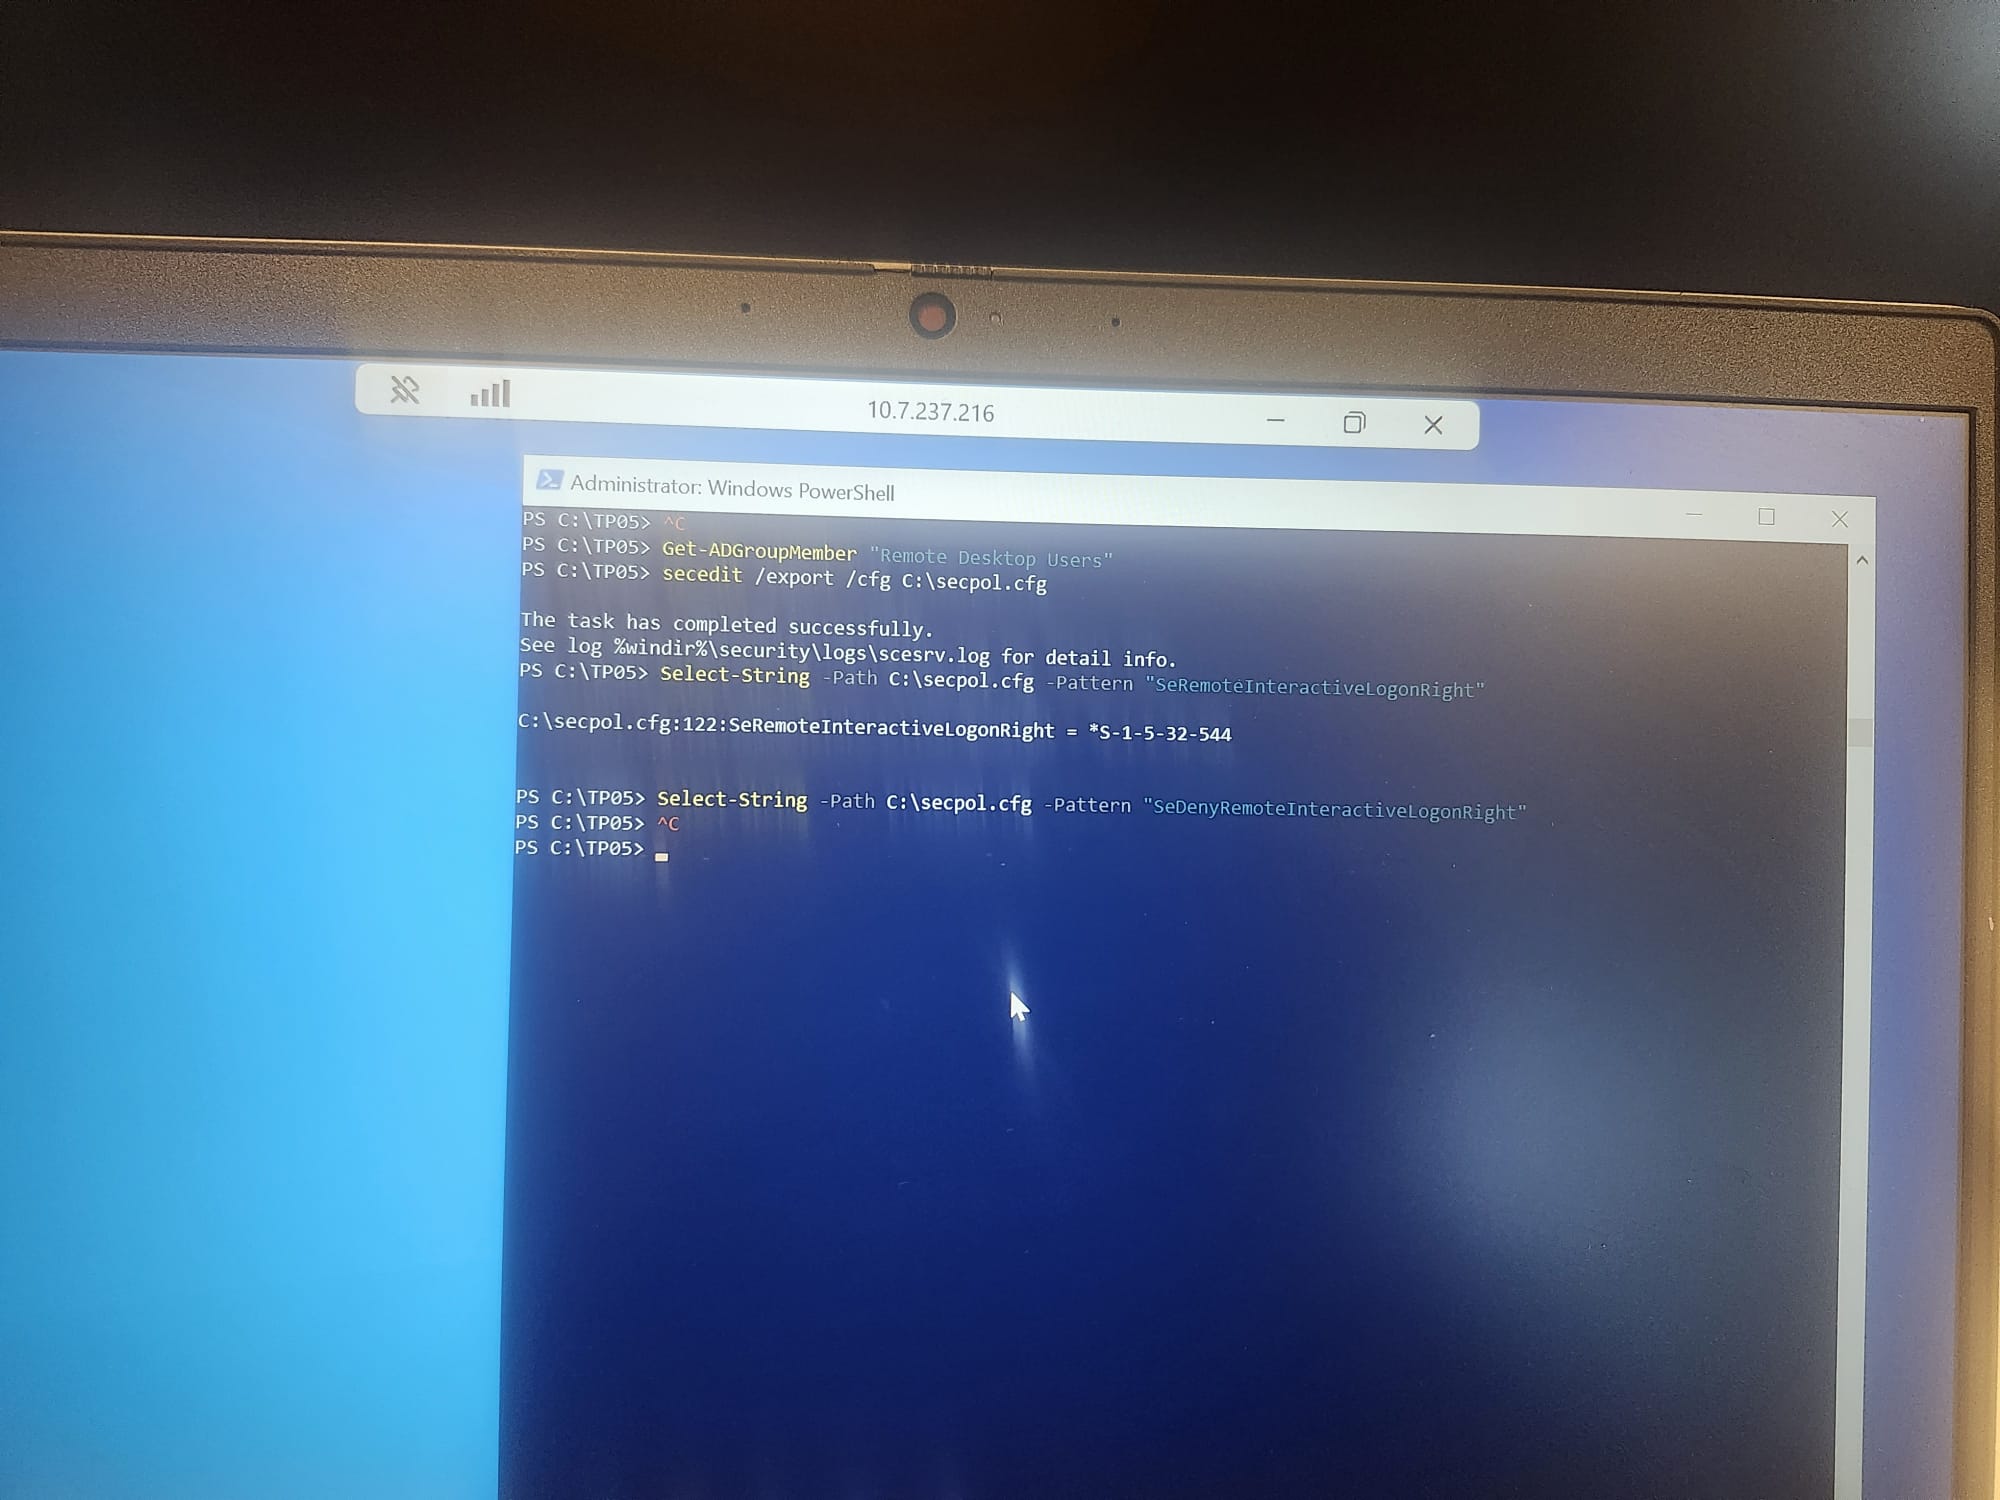 10.7.237.216
Administrator: Windows PowerShell
PS C:\TP05> ^C
PS C:\TP05> Get-ADGroupMember "Remote Desktop Users"
PS C:\TP05> secedit /export /cfg C:\secpol.cfg
The task has completed successfully.
See log %windir%\security\logs\scesrv.log for detail info.
PS C:\TP05> Select-String -Path C:\secpol.cfg -Pattern "SeRemoteInteractiveLogonRight"
C:\secpol.cfg:122:SeRemoteInteractiveLogonRight = *S-1-5-32-544
PS C:\TP05> Select-String -Path C:\secpol.cfg -Pattern "SeDenyRemoteInteractiveLogonRight"
PS C:\TP05> ^C
PS C:\TP05>